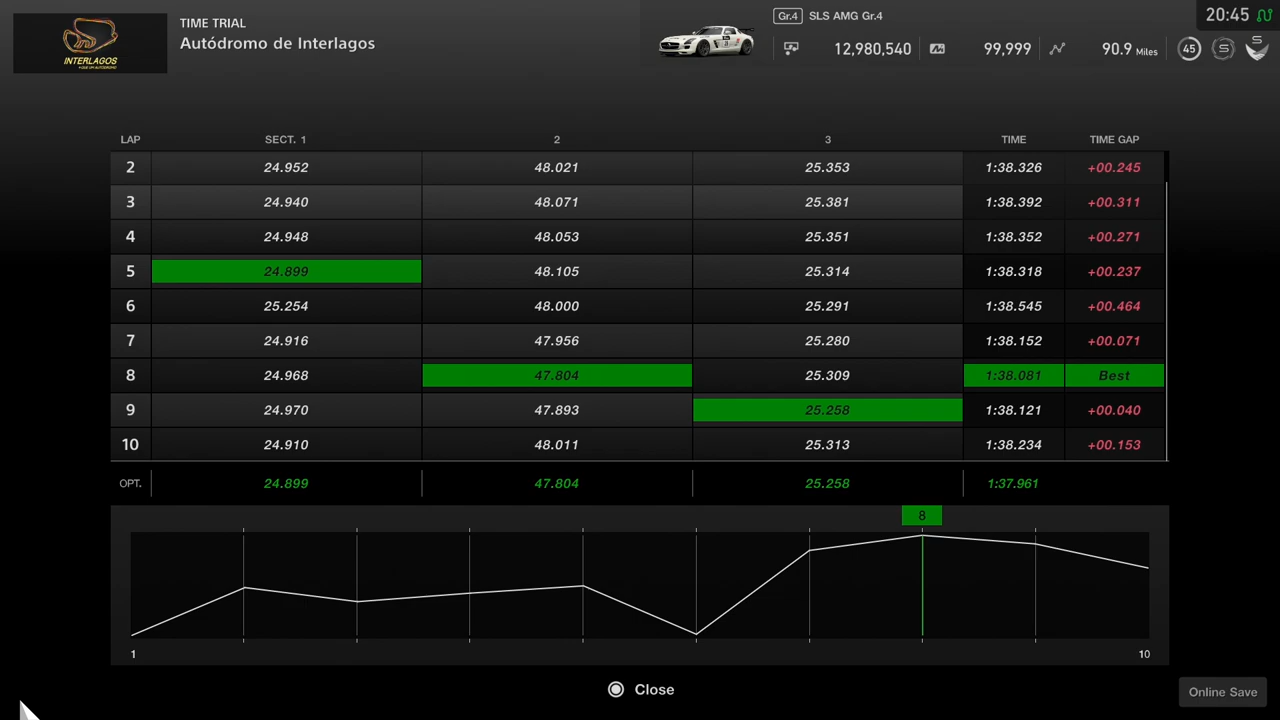 TIME TRIAL
Autódromo de Interlagos
INTERLAGOS
Gr.4 SLS AMG Gr.4
12,980,540 99,999 90.9 Miles 45 S S
20:45
LAP SECT. 1 2 3 TIME TIME GAP
2 24.952 48.021 25.353 1:38.326 +00.245
3 24.940 48.071 25.381 1:38.392 +00.311
4 24.948 48.053 25.351 1:38.352 +00.271
5 24.899 48.105 25.314 1:38.318 +00.237
6 25.254 48.000 25.291 1:38.545 +00.464
7 24.916 47.956 25.280 1:38.152 +00.071
8 24.968 47.804 25.309 1:38.081 Best
9 24.970 47.893 25.258 1:38.121 +00.040
10 24.910 48.011 25.313 1:38.234 +00.153
OPT. 24.899 47.804 25.258 1:37.961
8
1 10
Close
Online Save